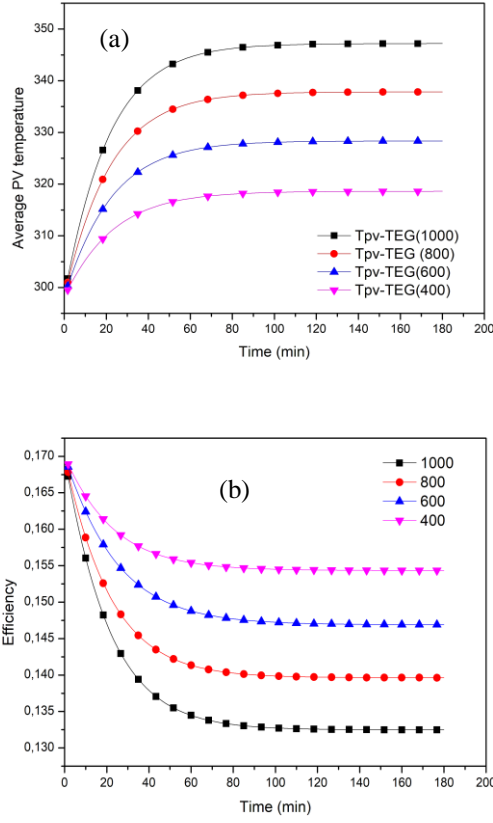 (a)
350
340
330
320
310
300
Average PV temperature
Tpv-TEG(1000)
Tpv-TEG (800)
Tpv-TEG(600)
Tpv-TEG(400)
0 20 40 60 80 100 120 140 160 180 200
Time (min)
(b)
0,170
0,165
0,160
0,155
0,150
0,145
0,140
0,135
0,130
Efficiency
1000
800
600
400
0 20 40 60 80 100 120 140 160 180 200
Time (min)